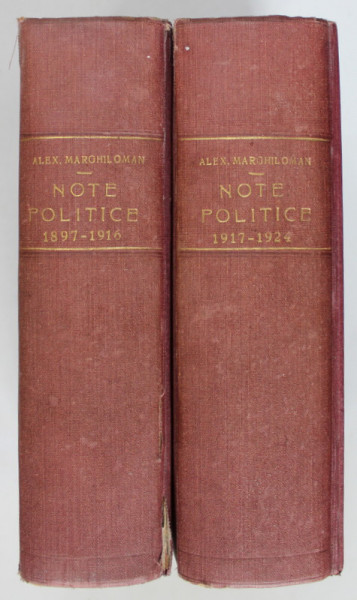 ALEX. MARGHILOMAN
NOTE
POLITICE
1897-1916
ALEX. MARGHILOMAN
NOTE
POLITICE
1917-1924